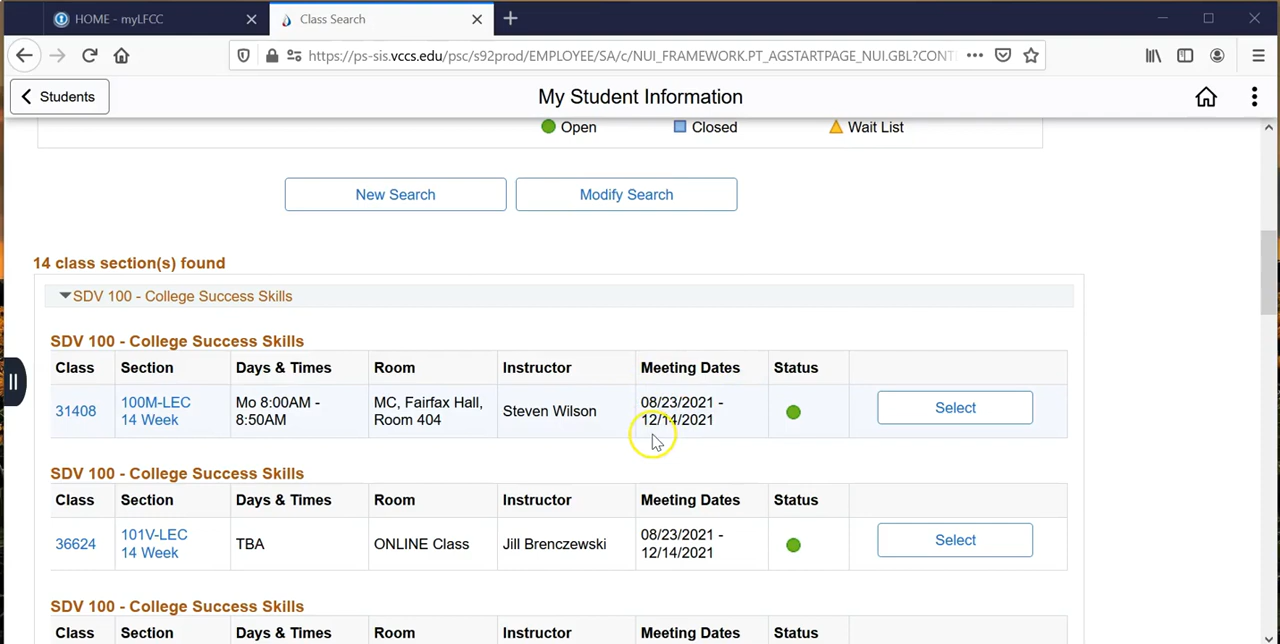 HOME - myLFCC
Class Search
https://ps-sis.vccs.edu/psc/s92prod/EMPLOYEE/SA/c/NUI_FRAMEWORK.PT_AGSTARTPAGE_NUI.GBL?CONT
Students
My Student Information
Open Closed Wait List
New Search Modify Search
14 class section(s) found
SDV 100 - College Success Skills
SDV 100 - College Success Skills
Class Section Days & Times Room Instructor Meeting Dates Status
31408 100M-LEC 14 Week Mo 8:00AM - 8:50AM MC, Fairfax Hall, Room 404 Steven Wilson 08/23/2021 - 12/14/2021 Select
SDV 100 - College Success Skills
Class Section Days & Times Room Instructor Meeting Dates Status
36624 101V-LEC 14 Week TBA ONLINE Class Jill Brenczewski 08/23/2021 - 12/14/2021 Select
SDV 100 - College Success Skills
Class Section Days & Times Room Instructor Meeting Dates Status